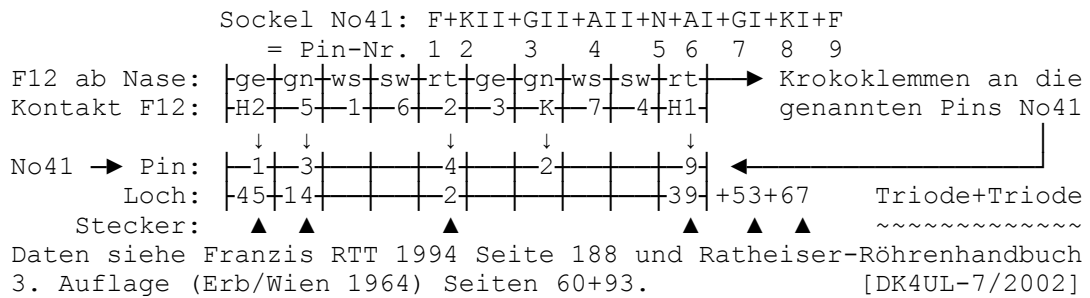 Sockel No41: F+KII+GII+AII+N+AI+GI+KI+F
= Pin-Nr. 1 2 3 4 5 6 7 8 9
F12 ab Nase: ├ge┼gn┼ws┼sw┼rt┼ge┼gn┼ws┼sw┼rt├──► Krokoklemmen an die
Kontakt F12: ├H2┼─5┼─1┼─6┼─2┼─3┼─K┼─7┼─4┼H1┤ genannten Pins No41
↓ ↓ ↓ ↓ ↓
No41 ─► Pin: ├─1┼─3┼──┼──┼─4┼──┼─2┼──┼──┼─9┤ ◄
Loch: ├45┼14┼──┼──┼─2┼──┼──┼──┼──┼39┤ +53+67 Triode+Triode
Stecker: ▲ ▲ ▲ ▲ ▲ ▲ ~~~~~~~~~~~~~
Daten siehe Franzis RTT 1994 Seite 188 und Ratheiser-Röhrenhandbuch
3. Auflage (Erb/Wien 1964) Seiten 60+93. [DK4UL-7/2002]